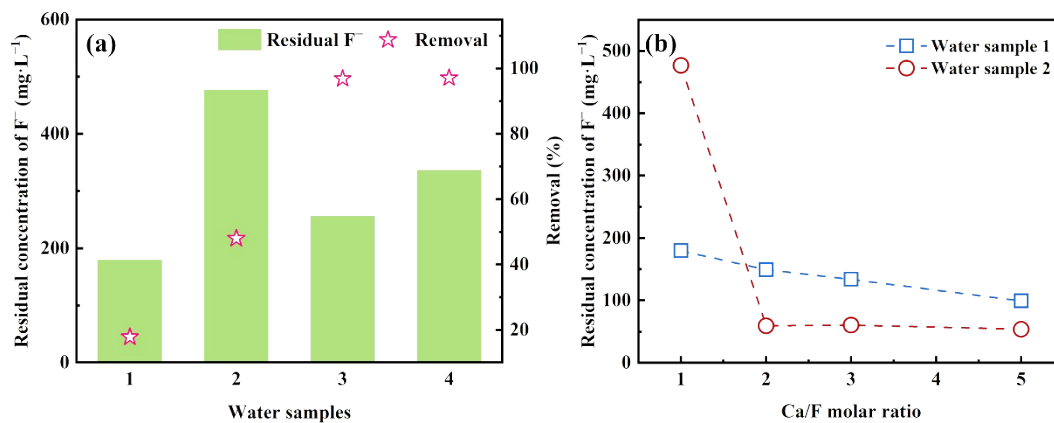 (a)
Residual F⁻
Removal
600
400
200
0
100
80
60
40
20
1 2 3 4
Water samples
Residual concentration of F⁻ (mg·L⁻¹)
Removal (%)
(b)
Water sample 1
Water sample 2
500
400
300
200
100
0
1 2 3 4 5
Ca/F molar ratio
Residual concentration of F⁻ (mg·L⁻¹)